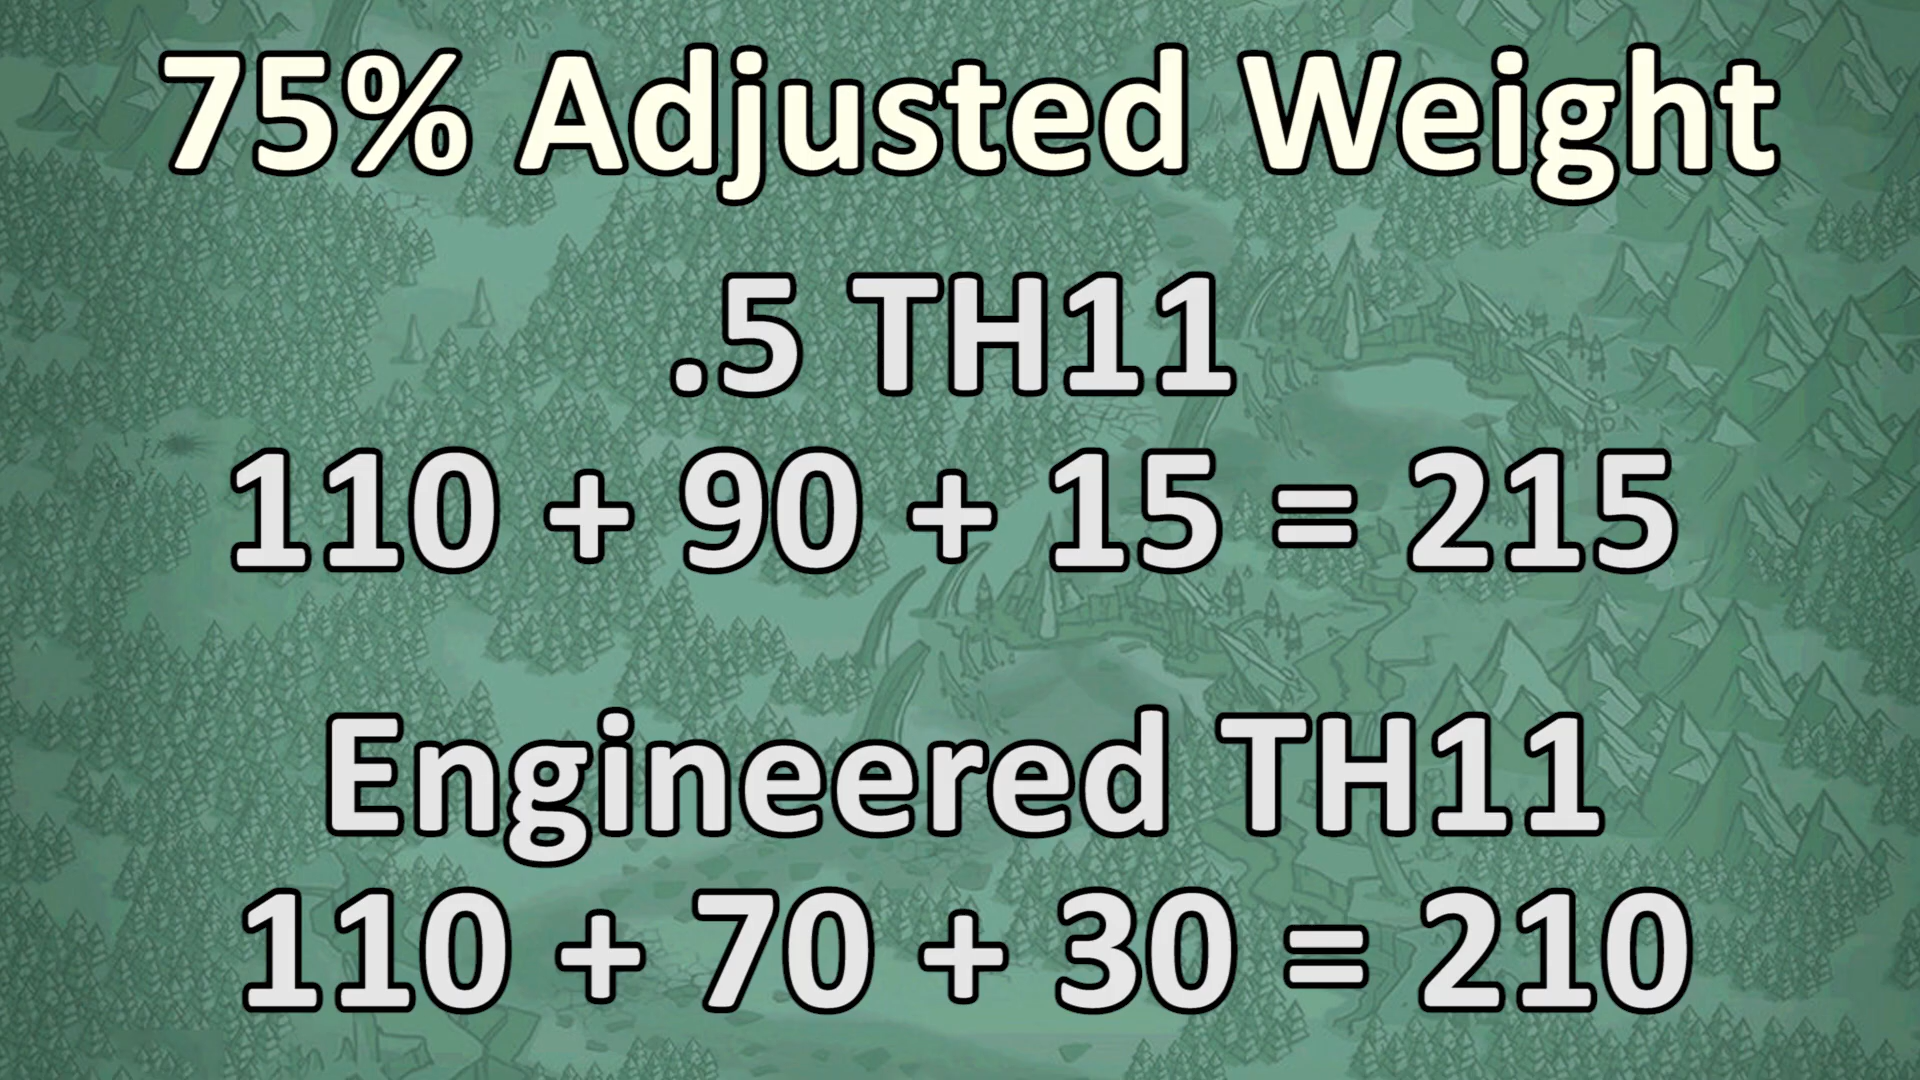 75% Adjusted Weight
.5 TH11
110 + 90 + 15 = 215
Engineered TH11
110 + 70 + 30 = 210